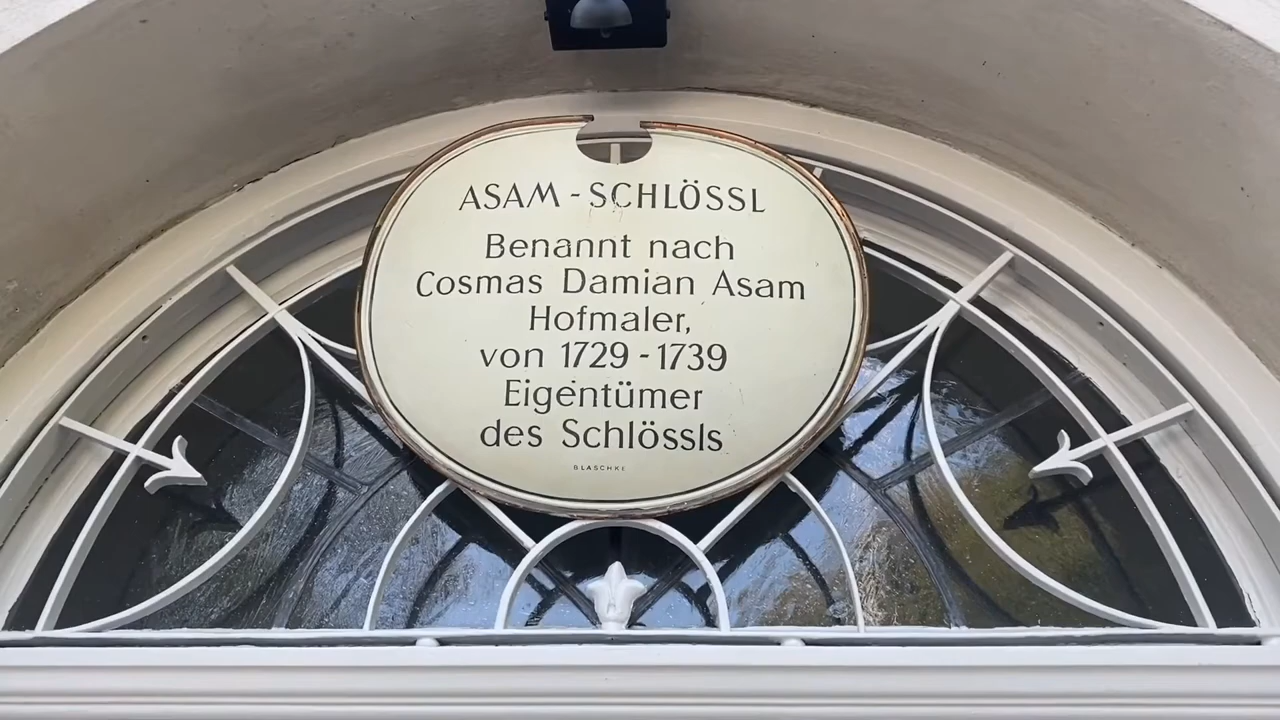 ASAM-SCHLÖSSL
Benannt nach
Cosmas Damian Asam
Hofmaler,
von 1729-1739
Eigentümer
des Schlössls
BLASCHKE